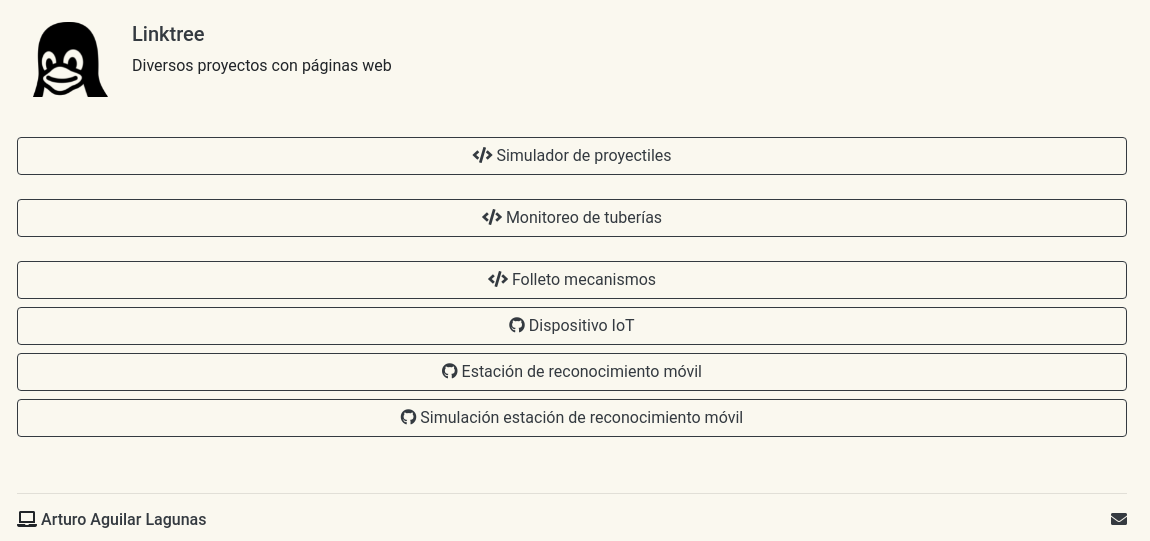 Linktree
Diversos proyectos con páginas web
Simulador de proyectiles
Monitoreo de tuberías
Folleto mecanismos
Dispositivo IoT
Estación de reconocimiento móvil
Simulación estación de reconocimiento móvil
Arturo Aguilar Lagunas